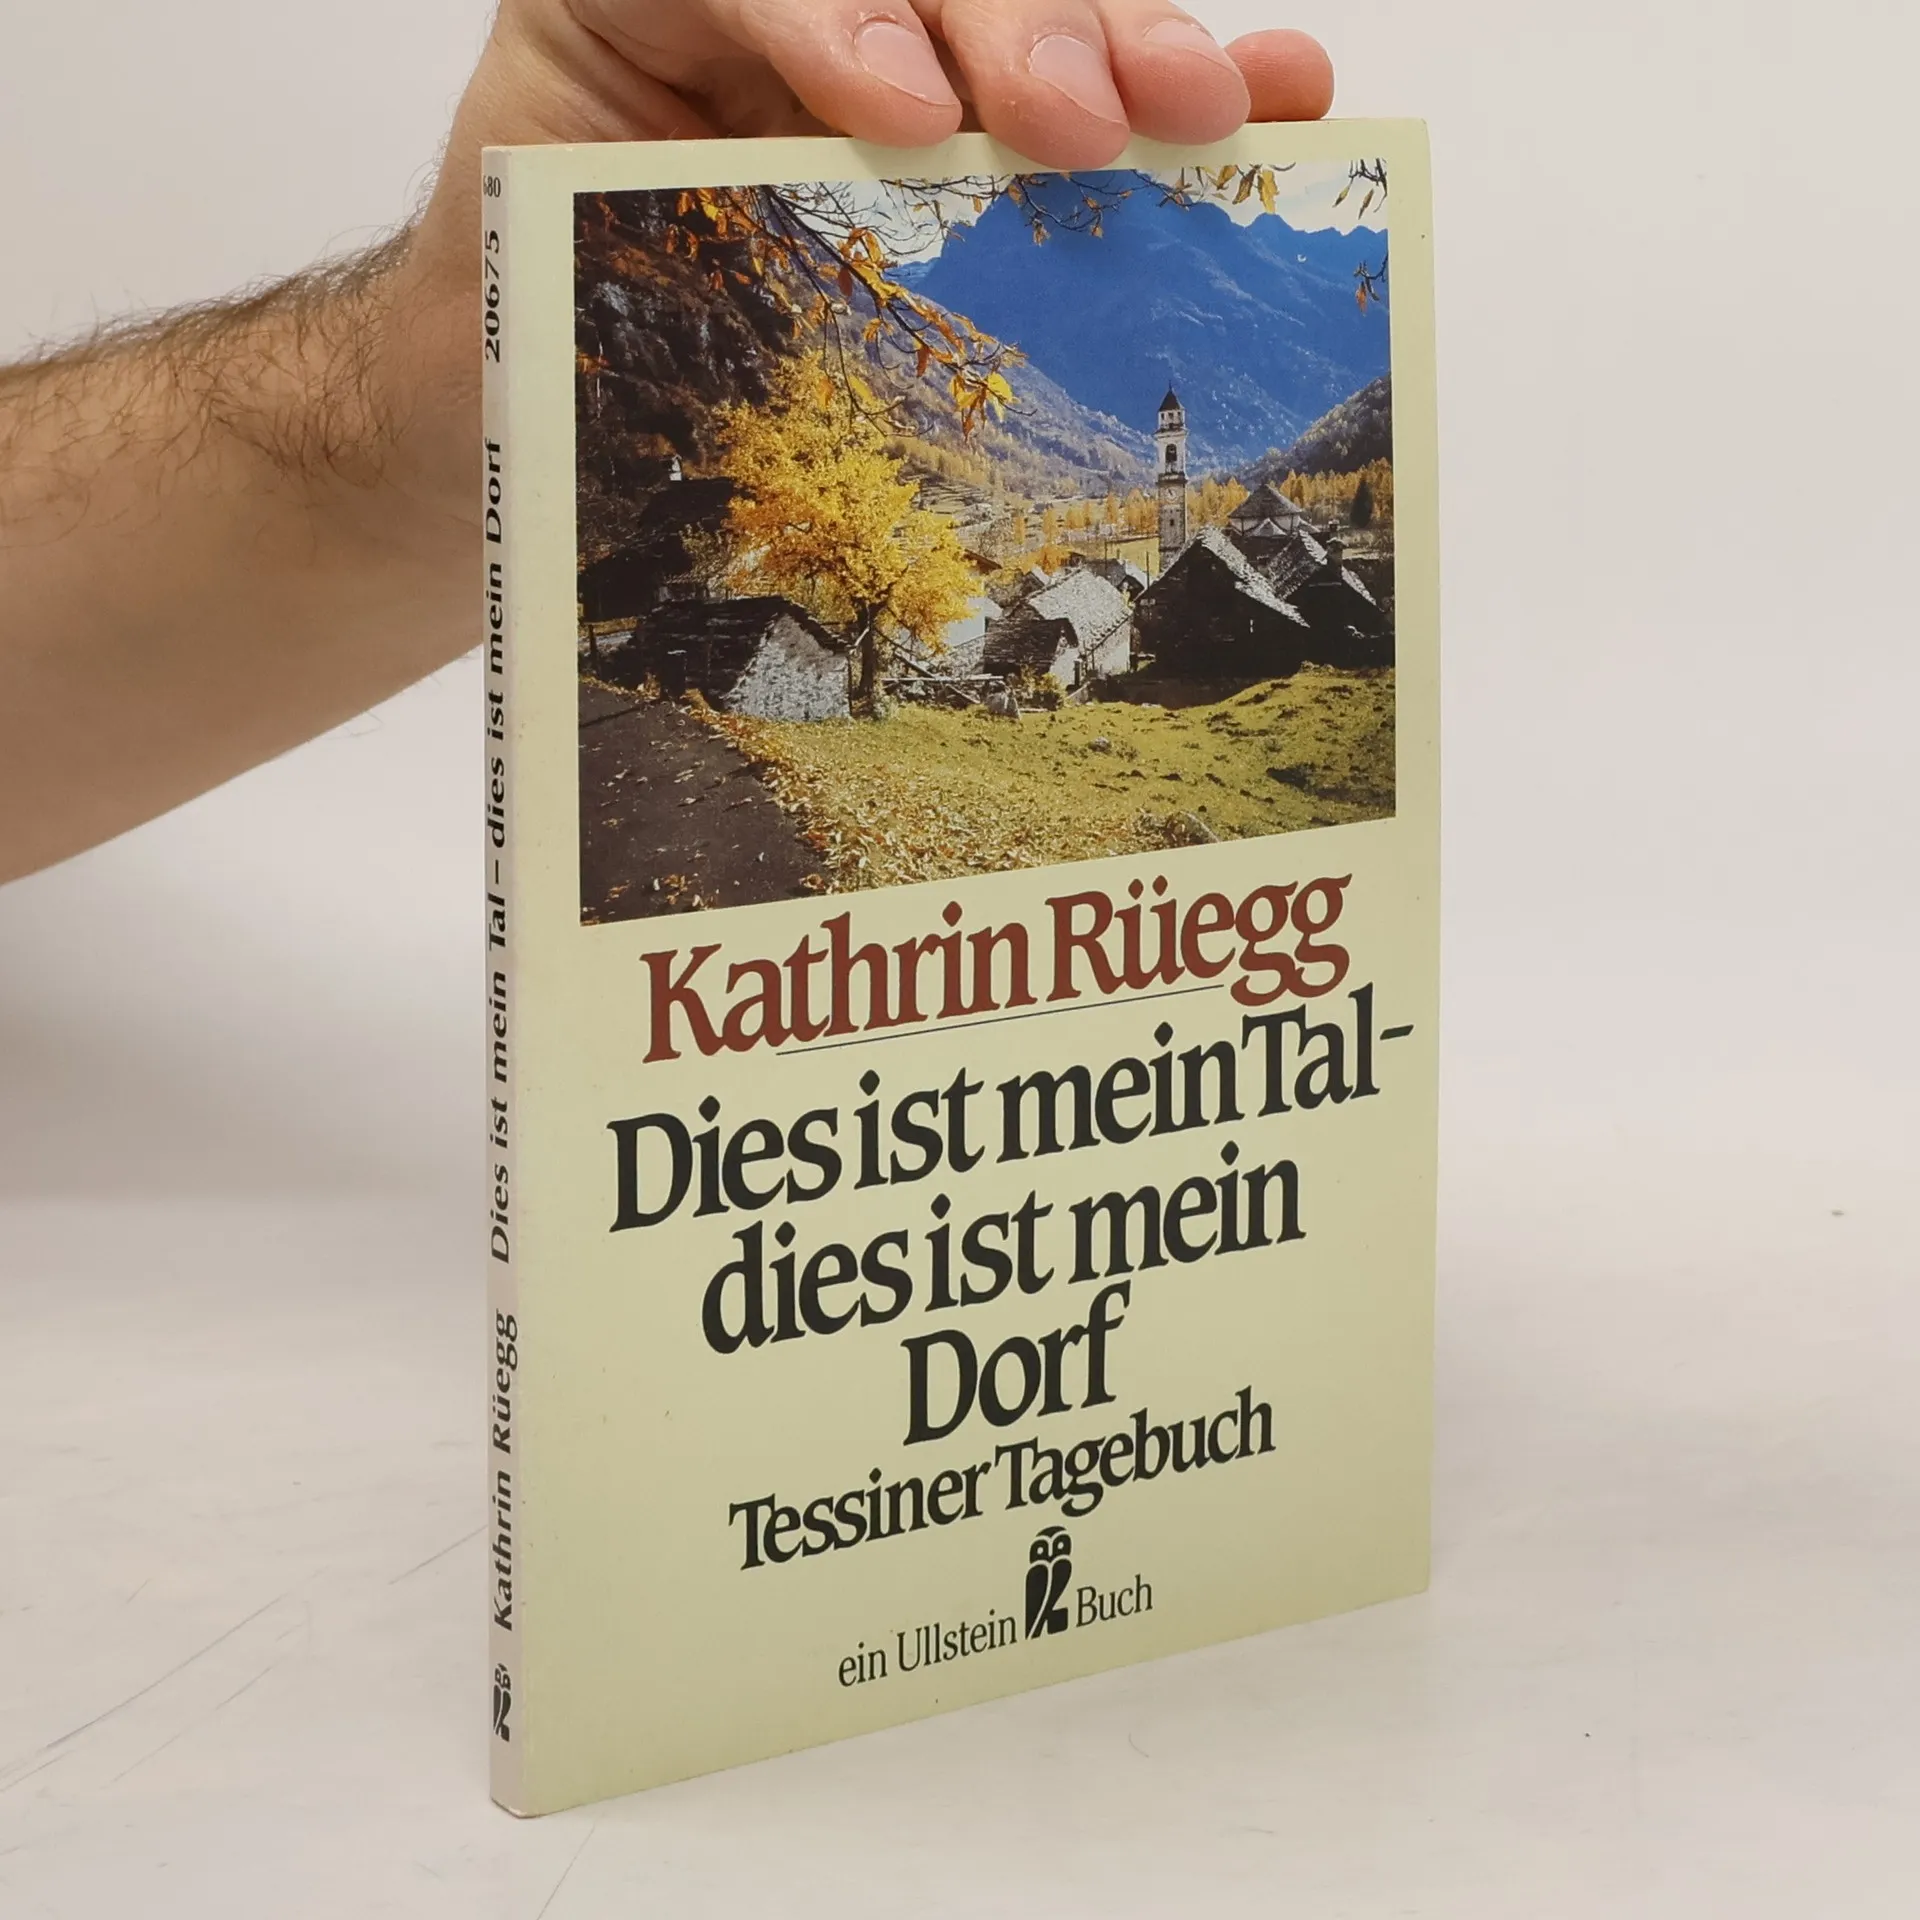 Kathrin Rüegg
Dies ist mein Tal-
dies ist mein
Dorf
Tessiner Tagebuch
ein Ullstein Buch
Kathrin Rüegg Dies ist mein Tal – dies ist mein Dorf 20675